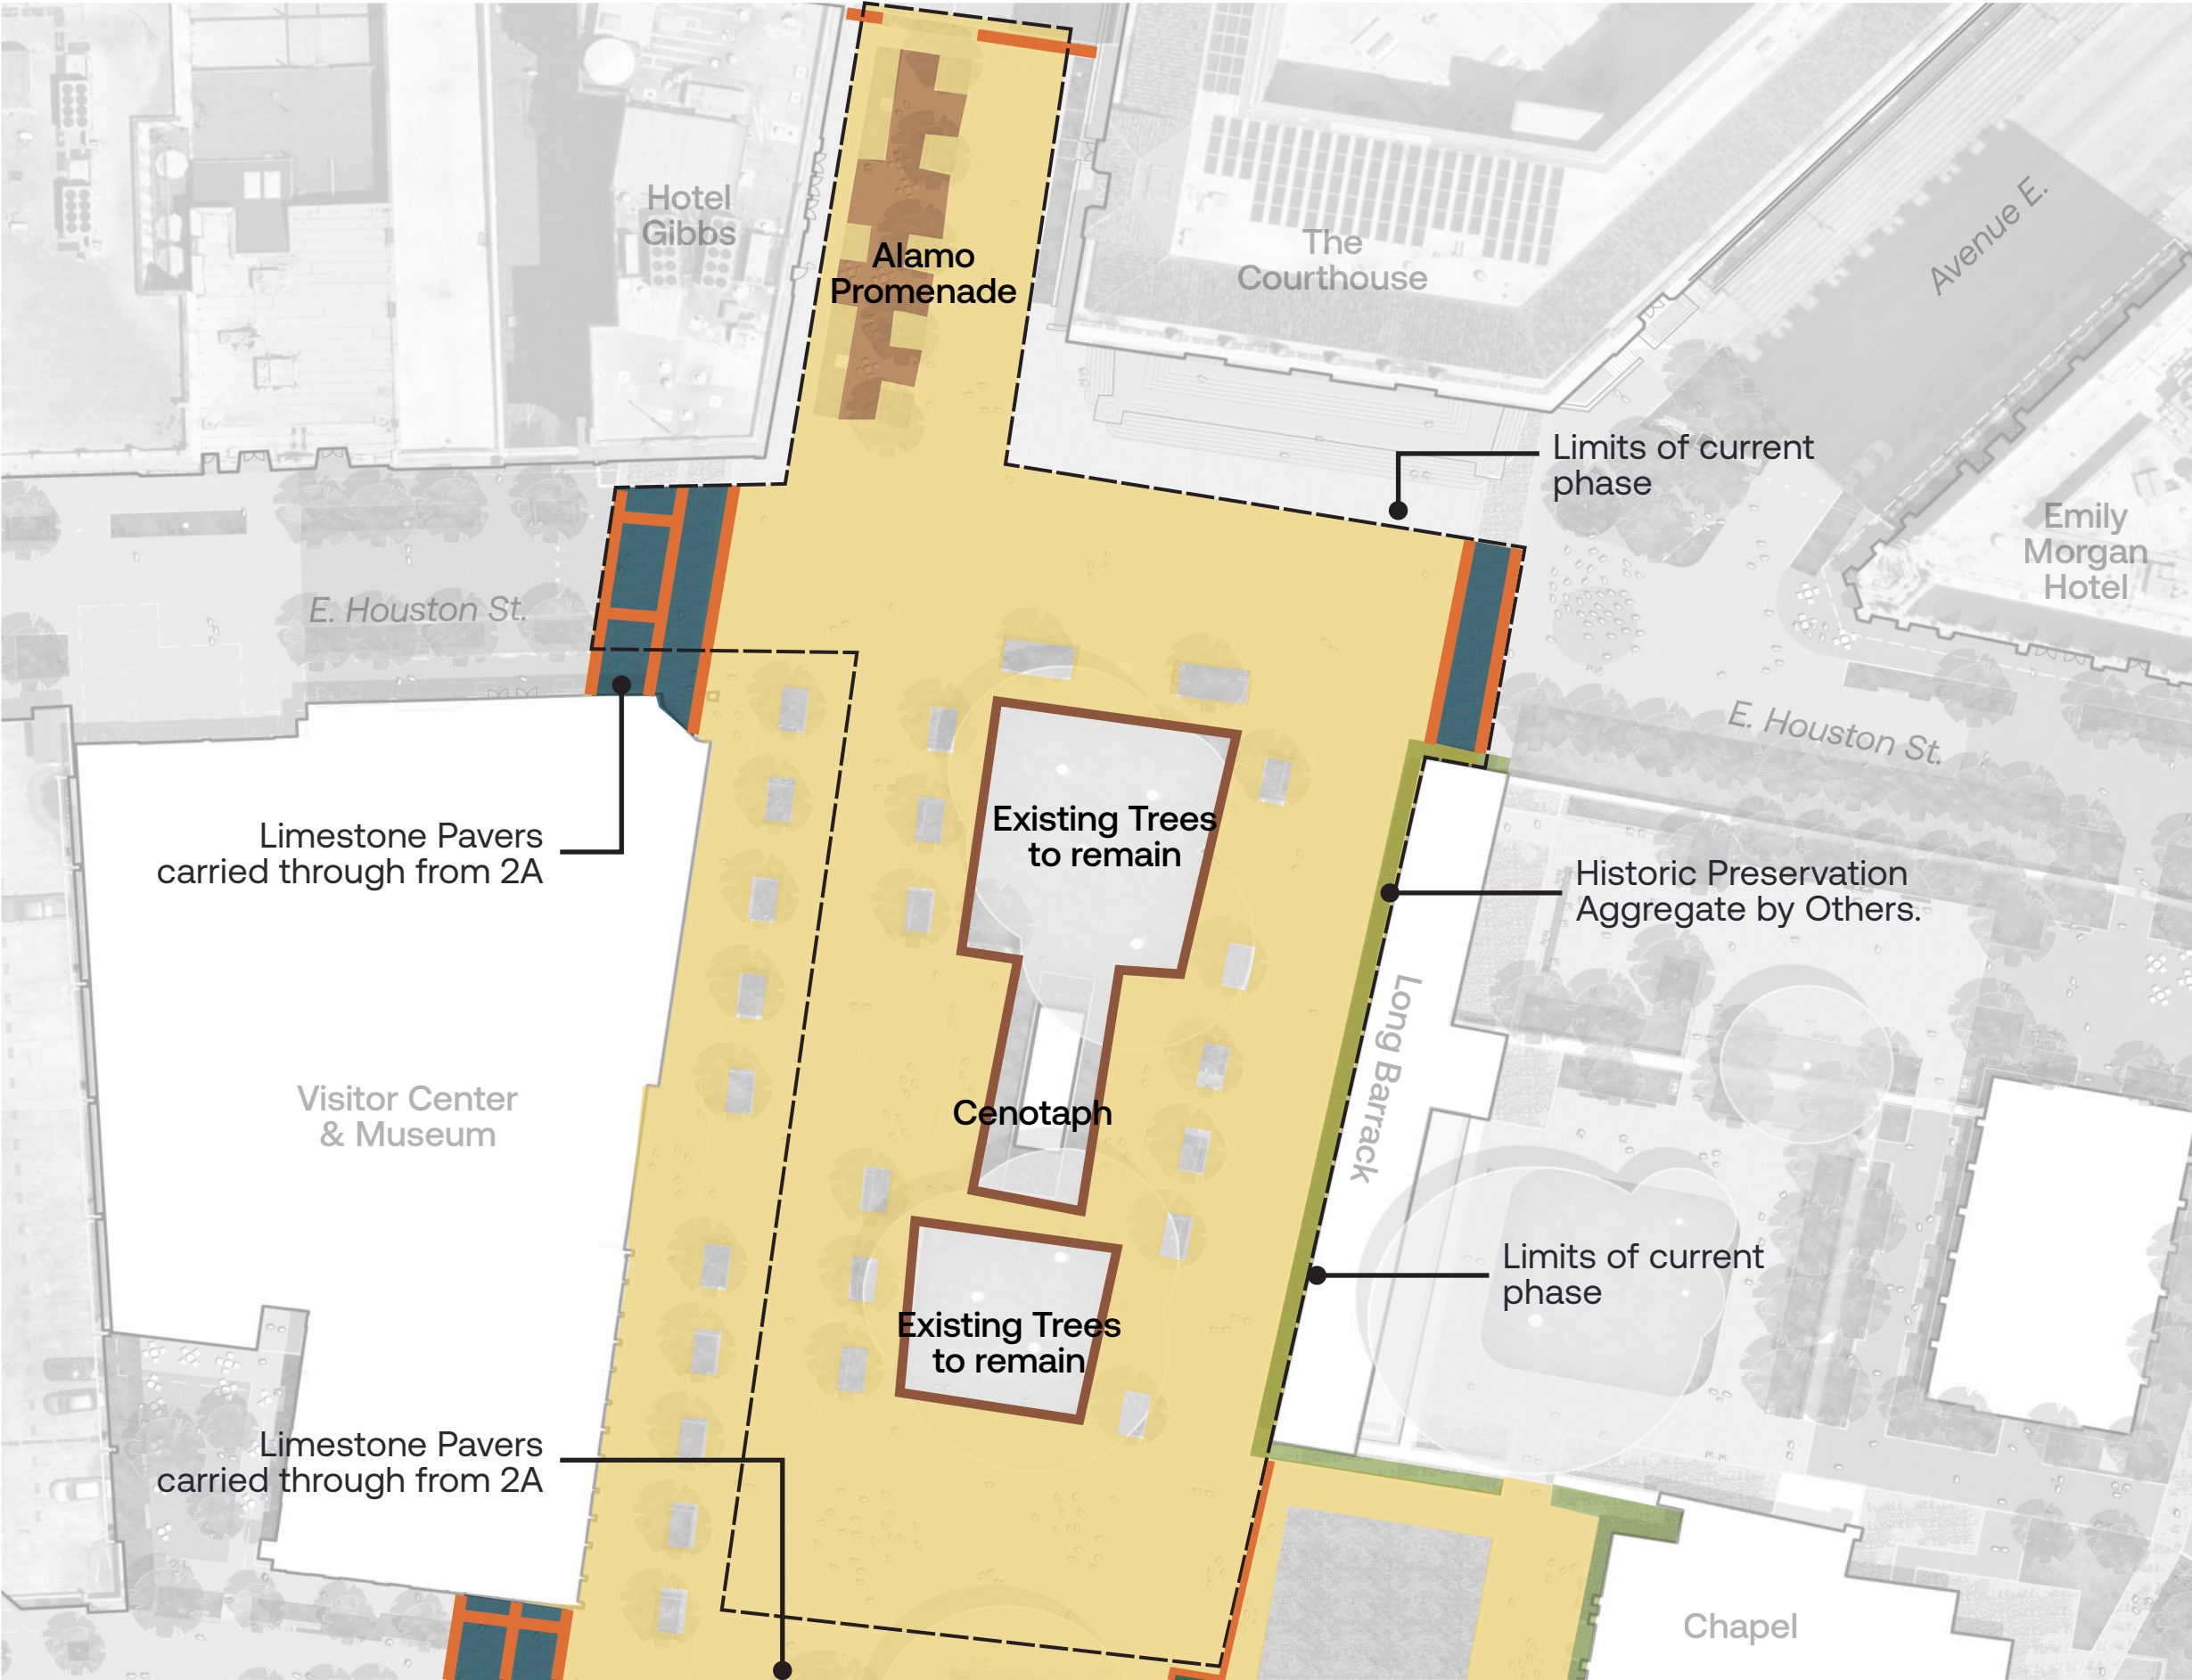 Hotel
Gibbs
Alamo
Promenade
The
Courthouse
Avenue E.
Limits of current
phase
Emily
Morgan
Hotel
E. Houston St.
E. Houston St.
Limestone Pavers
carried through from 2A
Existing Trees
to remain
Historic Preservation
Aggregate by Others.
Long Barrack
Visitor Center
& Museum
Cenotaph
Limits of current
phase
Existing Trees
to remain
Limestone Pavers
carried through from 2A
Chapel